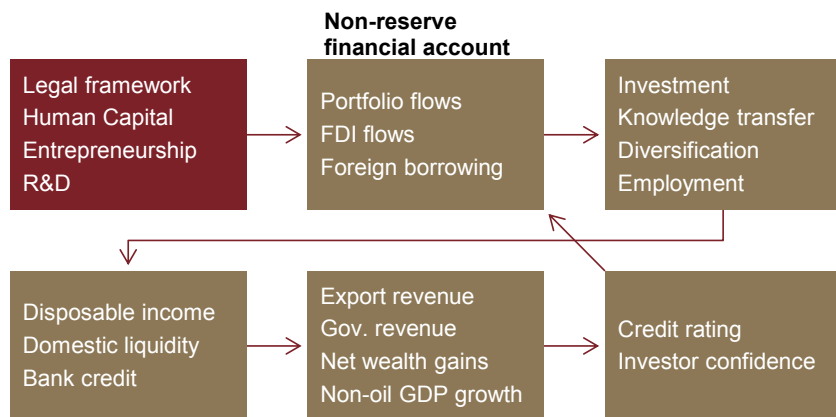 Non-reserve
financial account
Legal framework
Human Capital
Entrepreneurship
R&D
Portfolio flows
FDI flows
Foreign borrowing
Investment
Knowledge transfer
Diversification
Employment
Disposable income
Domestic liquidity
Bank credit
Export revenue
Gov. revenue
Net wealth gains
Non-oil GDP growth
Credit rating
Investor confidence